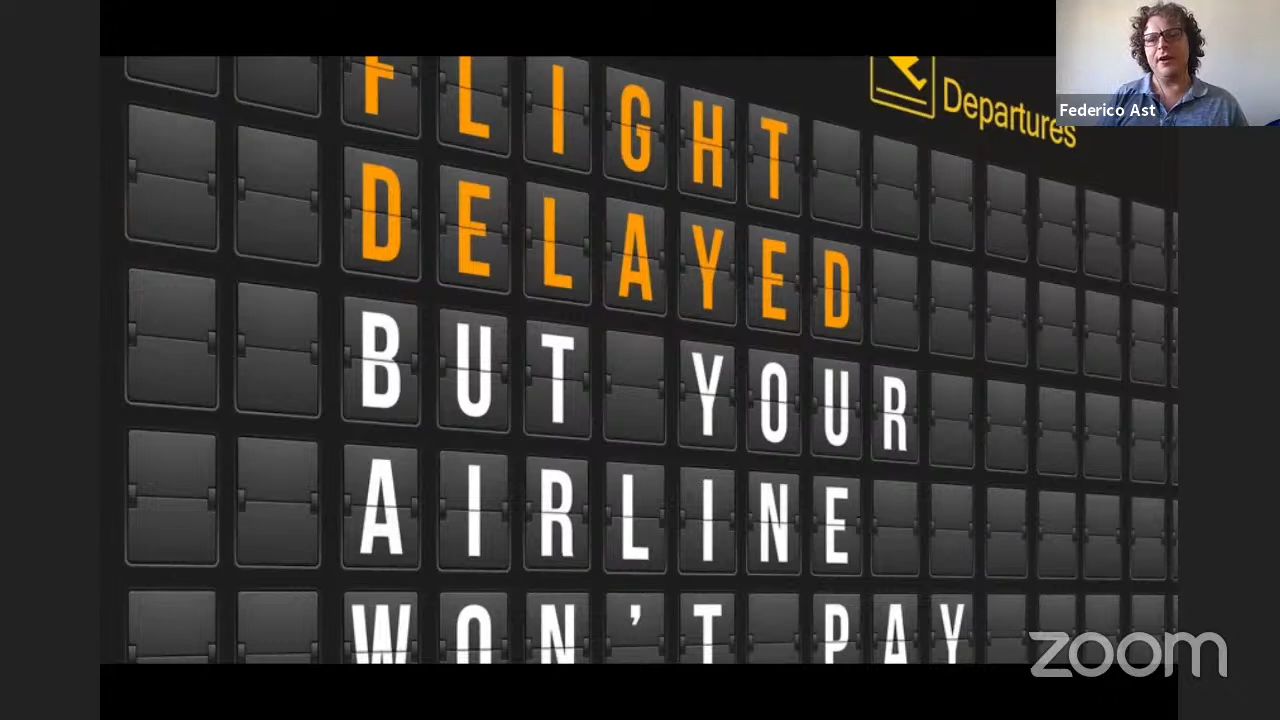 Departures
Federico Ast
FLIGHT
DELAYED
BUT YOUR
AIRLINE
WON'T PAY
zoom